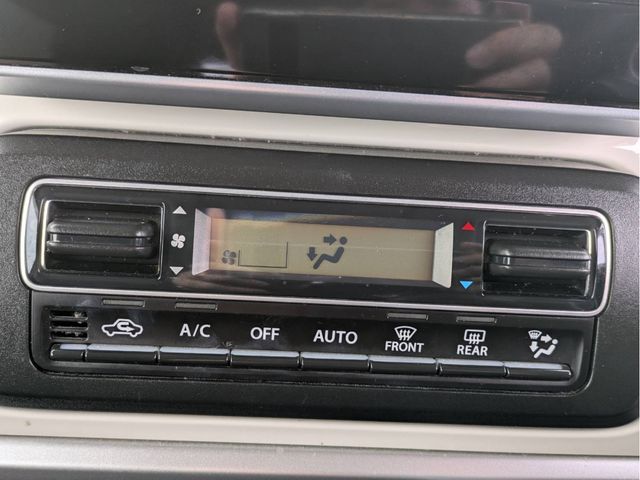 A/C OFF AUTO FRONT REAR